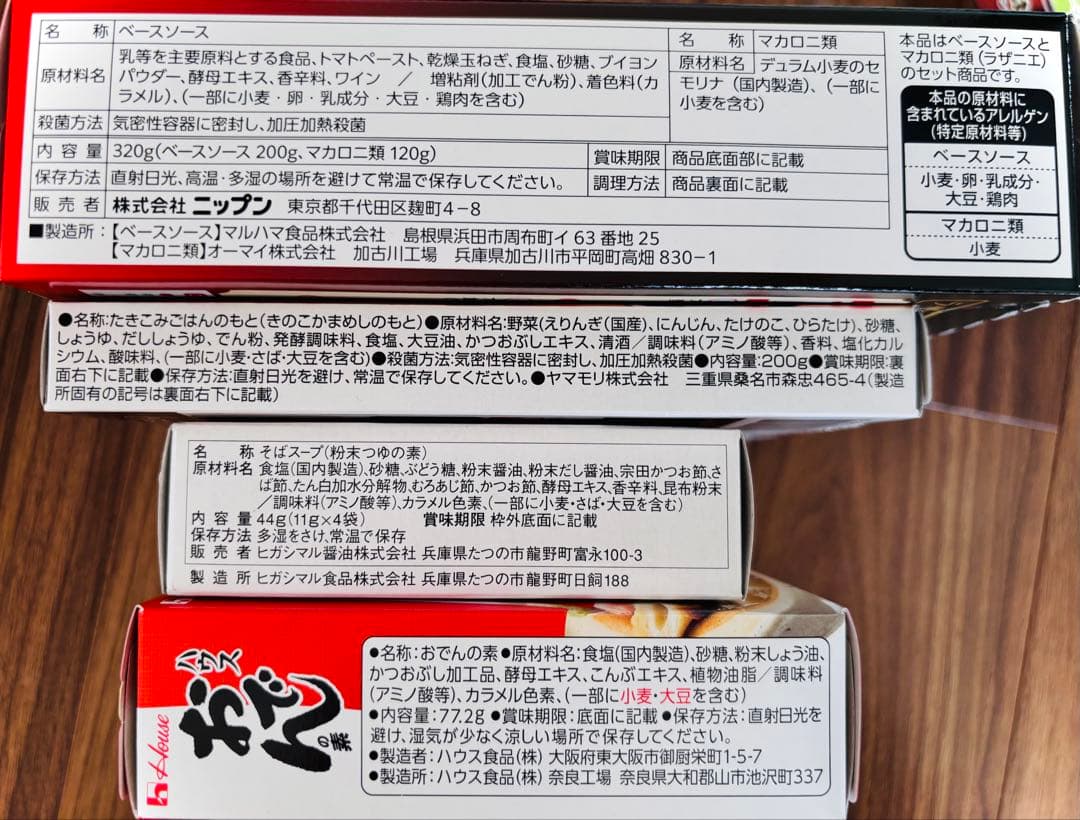 名称 ベースソース
原材料名 乳等を主要原料とする食品、トマトペースト、乾燥玉ねぎ、食塩、砂糖、ブイヨン
パウダー、酵母エキス、香辛料、ワイン ／ 増粘剤(加工でん粉)、着色料(カ
ラメル)、(一部に小麦・卵・乳成分・大豆・鶏肉を含む)
殺菌方法 気密性容器に密封し、加圧加熱殺菌
名称 マカロニ類
原材料名 デュラム小麦のセ
モリナ(国内製造)、(一部に
小麦を含む)
内容量 320g(ベースソース 200g、マカロニ類 120g)
賞味期限 商品底面部に記載
保存方法 直射日光、高温・多湿の場所を避けて常温で保存してください。
調理方法 商品裏面に記載
販売者 株式会社 ニップン 東京都千代田区麹町4-8
■製造所：【ベースソース】マルハマ食品株式会社 島根県浜田市周布町イ 63 番地 25
【マカロニ類】オーマイ株式会社 加古川工場 兵庫県加古川市平岡町高畑 830-1
本品はベースソースと
マカロニ類(ラザニエ)
のセット商品です。
本品の原材料に
含まれているアレルゲン
(特定原材料等)
ベースソース
小麦・卵・乳成分・
大豆・鶏肉
マカロニ類
小麦
●名称:たきこみごはんのもと(きのこかまめしのもと)●原材料名:野菜(えりんぎ(国産)、にんじん、たけのこ、ひらたけ)、砂糖、
しょうゆ、だししょうゆ、でん粉、発酵調味料、食塩、大豆油、かつおぶしエキス、清酒／調味料(アミノ酸等)、香料、塩化カル
シウム、酸味料、(一部に小麦・さば・大豆を含む)●殺菌方法:気密性容器に密封し、加圧加熱殺菌●内容量:200g●賞味期限:裏
面右下に記載●保存方法:直射日光を避け、常温で保存してください。●ヤマモリ株式会社 三重県桑名市森忠465-4(製造
所固有の記号は裏面右下に記載)
名称 そばスープ(粉末つゆの素)
原材料名 食塩(国内製造)、砂糖、ぶどう糖、粉末醤油、粉末だし醤油、宗田かつお節、さ
ば節、たん白加水分解物、むろあじ節、かつお節、酵母エキス、香辛料、昆布粉末
／調味料(アミノ酸等)、カラメル色素、(一部に小麦・さば・大豆を含む)
内容量 44g(11g×4袋) 賞味期限 枠外底面に記載
保存方法 多湿をさけ、常温で保存
販売者 ヒガシマル醤油株式会社 兵庫県たつの市龍野町富永100-3
製造所 ヒガシマル食品株式会社 兵庫県たつの市龍野町日飼188
ハウス
おでん
の素
House
●名称：おでんの素●原材料名：食塩(国内製造)、砂糖、粉末しょう油、
かつおぶし加工品、酵母エキス、こんぶエキス、植物油脂／調味料
(アミノ酸等)、カラメル色素、(一部に小麦・大豆を含む)
●内容量：77.2g ●賞味期限：底面に記載 ●保存方法：直射日光を
避け、湿気が少なく涼しい場所で保存してください。
●製造者：ハウス食品(株) 大阪府東大阪市御厨栄町1-5-7
●製造所：ハウス食品(株) 奈良工場 奈良県大和郡山市池沢町337